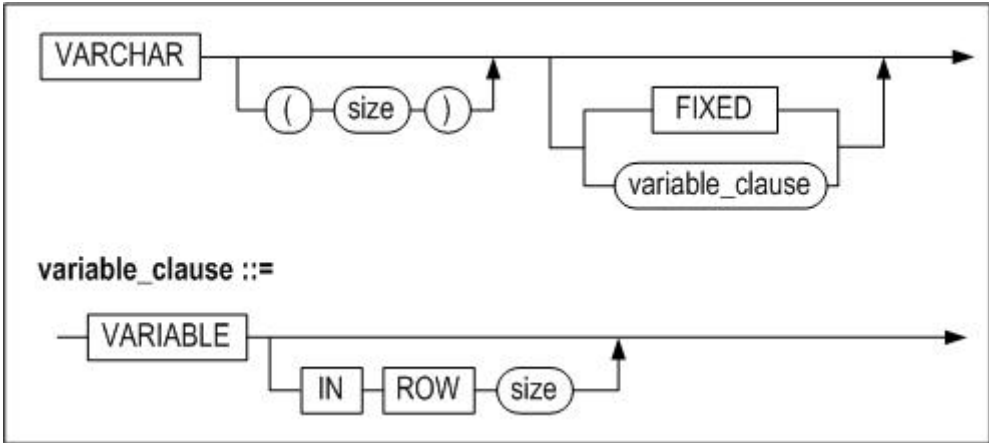 VARCHAR
( size )
FIXED
variable_clause
variable_clause ::=
VARIABLE
IN ROW size